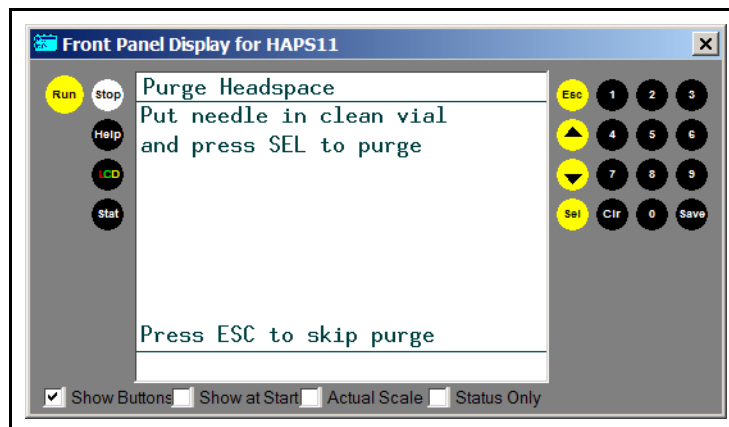 Front Panel Display for HAPS11
Run Stop Purge Headspace Esc 1 2 3
Put needle in clean vial
Help and press SEL to purge 4 5 6
LCD 7 8 9
Stat Sel Clr 0 Save
Press ESC to skip purge
Show Buttons Show at Start Actual Scale Status Only